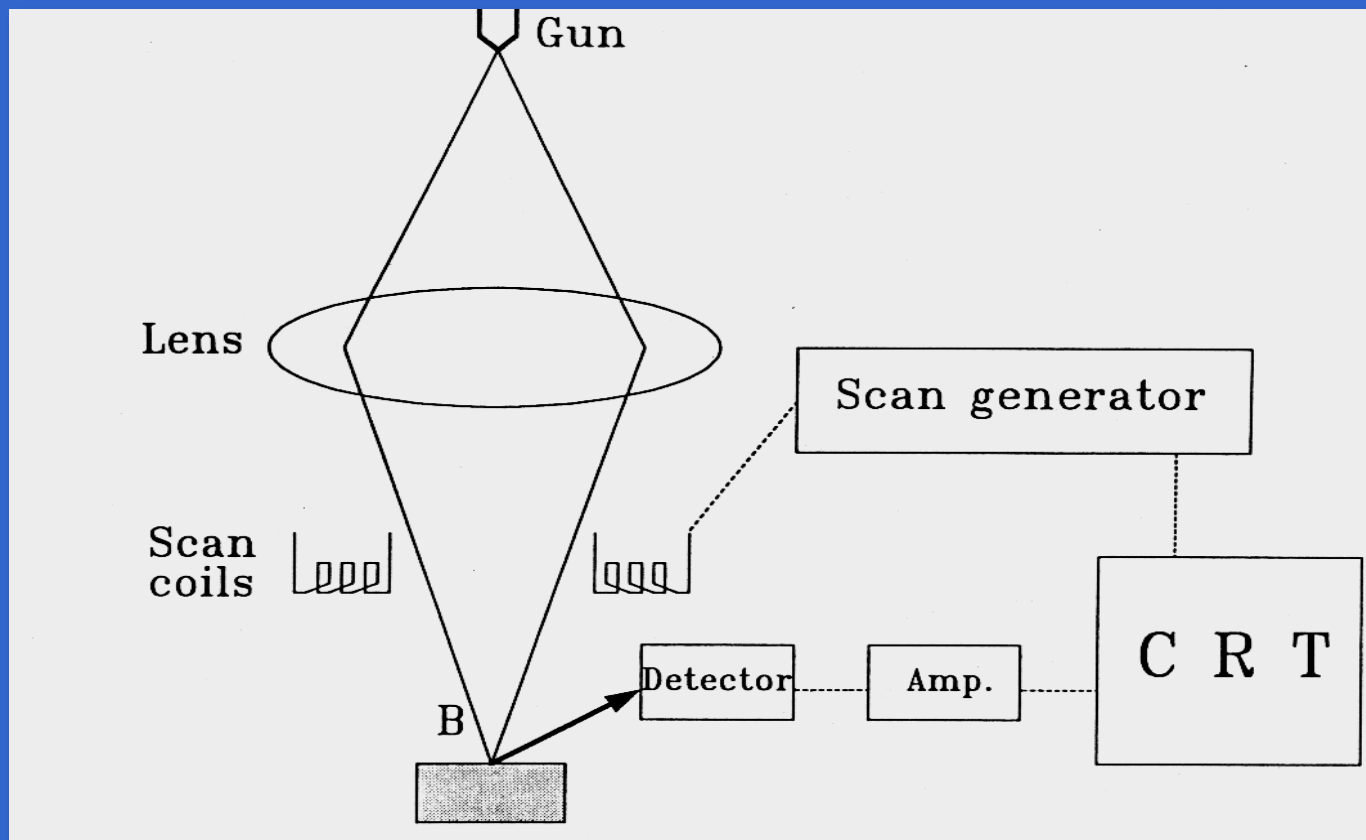 Gun
Lens
Scan generator
Scan
coils
C R T
Detector
Amp.
B